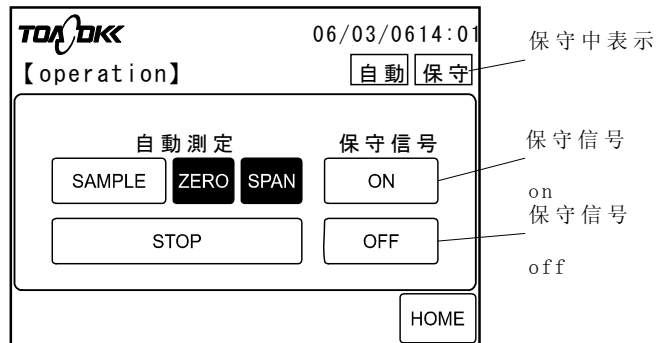 TOADKK 06/03/0614:01
【operation】 自動 保守
自動測定 保守信号
SAMPLE ZERO SPAN ON
STOP OFF
HOME
保守中表示
保守信号
on
保守信号
off